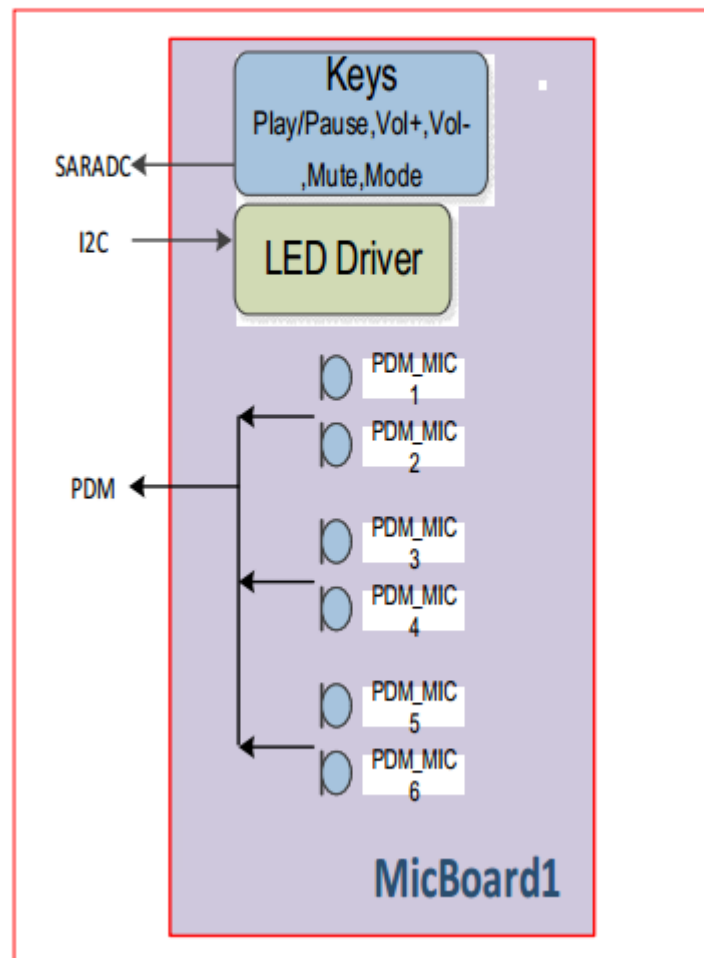 Keys
Play/Pause,Vol+,Vol-
,Mute,Mode
SARADC
I2C
LED Driver
PDM_MIC
1
PDM_MIC
2
PDM
PDM_MIC
3
PDM_MIC
4
PDM_MIC
5
PDM_MIC
6
MicBoard1